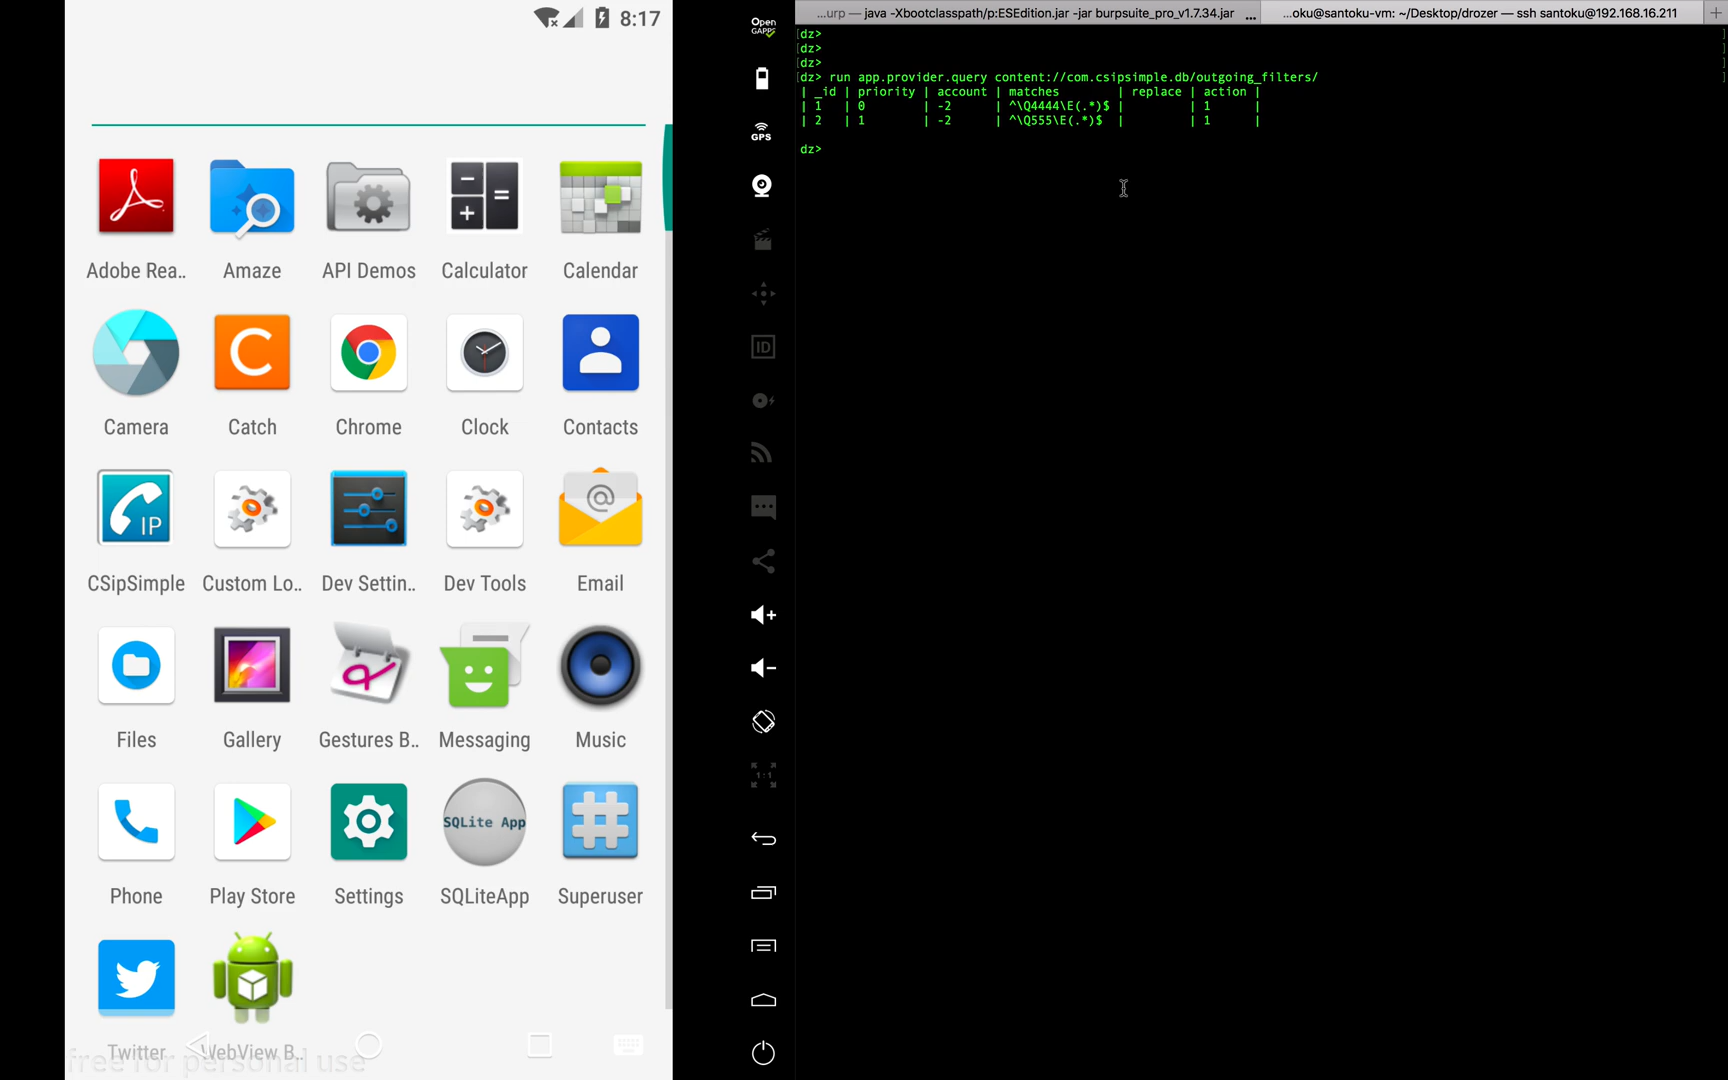 8:17
Adobe Rea..
Amaze
API Demos
Calculator
Calendar
Camera
Catch
Chrome
Clock
Contacts
IP
CSipSimple
Custom Lo..
Dev Settin..
Dev Tools
Email
Files
Gallery
Gestures B..
Messaging
Music
Phone
Play Store
Settings
SQLite App
SQLiteApp
Superuser
Twitter
WebView B..
free for personal use
Open
GAPPS
GPS
ID
1:1
...urp — java -Xbootclasspath/p:ESEdition.jar -jar burpsuite_pro_v1.7.34.jar ...
...oku@santoku-vm: ~/Desktop/drozer — ssh santoku@192.168.16.211 +
[dz>
[dz>
[dz>
[dz> run app.provider.query content://com.csipsimple.db/outgoing_filters/
| _id | priority | account | matches | replace | action |
| 1 | 0 | -2 | ^\Q4444\E(.*)$ | | 1 |
| 2 | 1 | -2 | ^\Q555\E(.*)$ | | 1 |
dz>